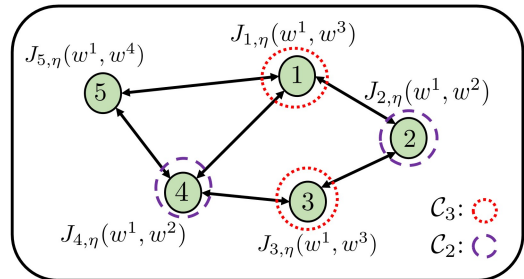 J_{1,η}(w^1, w^3)
J_{5,η}(w^1, w^4)
1
J_{2,η}(w^1, w^2)
5
2
4
3
𝒞_3:
J_{4,η}(w^1, w^2)
J_{3,η}(w^1, w^3)
𝒞_2: